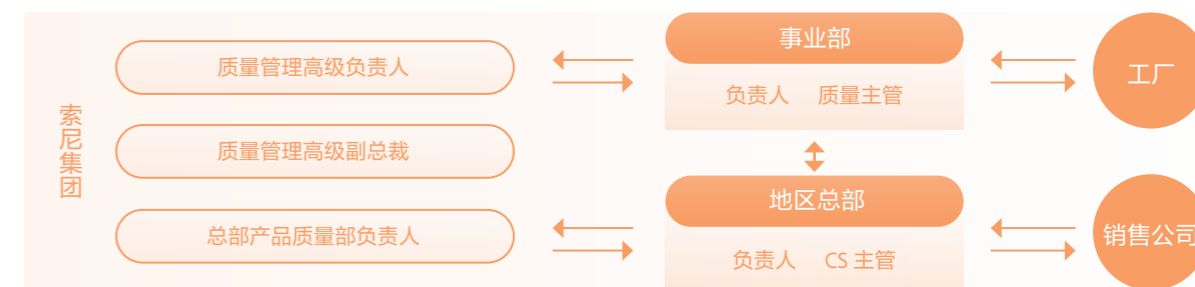 索尼集团
质量管理高级负责人
质量管理高级副总裁
总部产品质量部负责人
事业部
负责人 质量主管
地区总部
负责人 CS 主管
工厂
销售公司